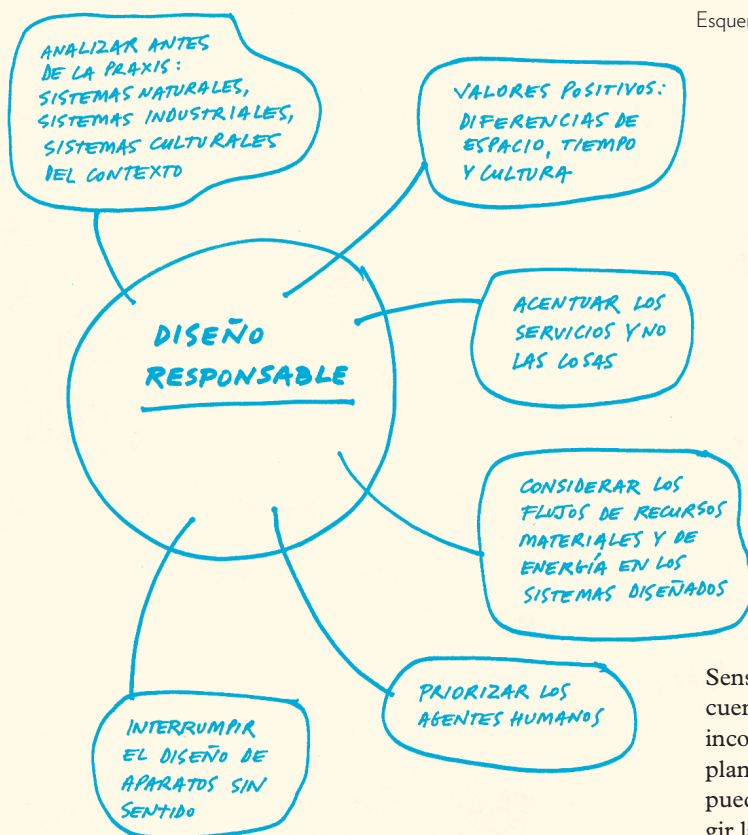 Esquer
ANALIZAR ANTES
DE LA PRAXIS:
SISTEMAS NATURALES,
SISTEMAS INDUSTRIALES,
SISTEMAS CULTURALES
DEL CONTEXTO
VALORES POSITIVOS:
DIFERENCIAS DE
ESPACIO, TIEMPO
Y CULTURA
DISEÑO
RESPONSABLE
ACENTUAR LOS
SERVICIOS Y NO
LAS COSAS
CONSIDERAR LOS
FLUJOS DE RECURSOS
MATERIALES Y DE
ENERGÍA EN LOS
SISTEMAS DISEÑADOS
PRIORIZAR LOS
AGENTES HUMANOS
INTERRUMPIR
EL DISEÑO DE
APARATOS SIN
SENTIDO
Sens
cuen
inco
plan
pued
gir l